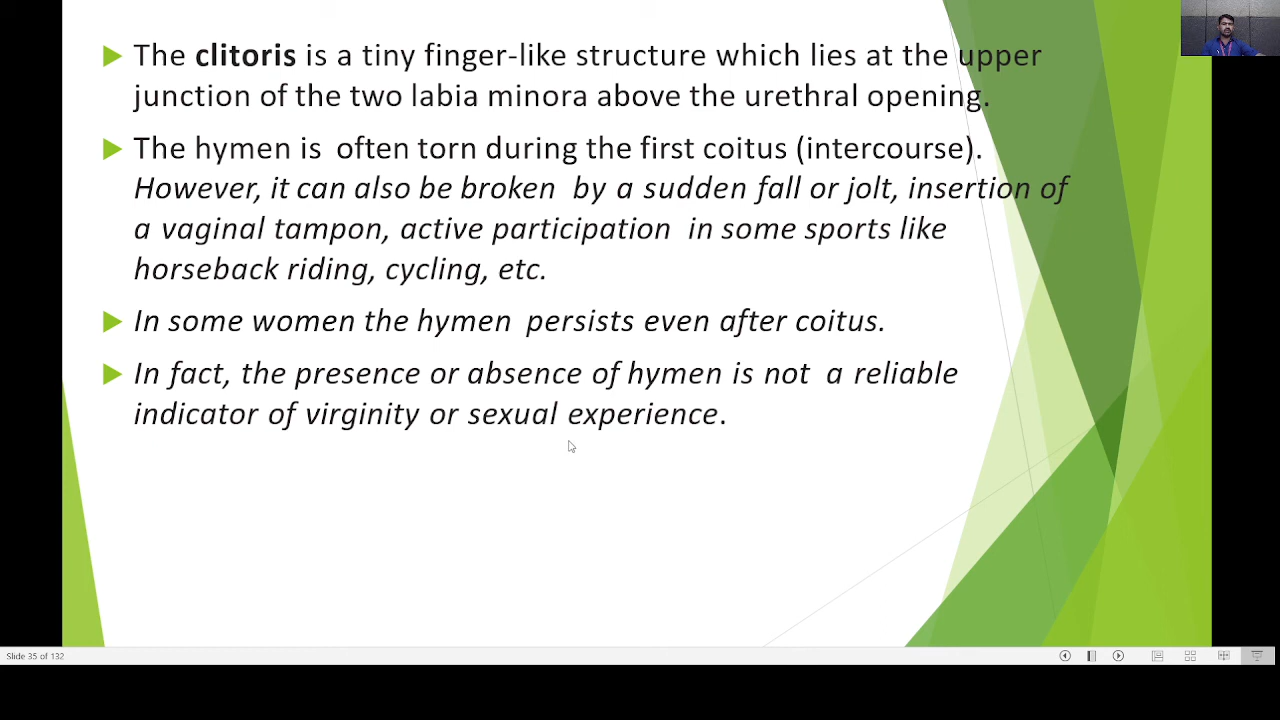 The clitoris is a tiny finger-like structure which lies at the upper
junction of the two labia minora above the urethral opening.
The hymen is often torn during the first coitus (intercourse).
However, it can also be broken by a sudden fall or jolt, insertion of
a vaginal tampon, active participation in some sports like
horseback riding, cycling, etc.
In some women the hymen persists even after coitus.
In fact, the presence or absence of hymen is not a reliable
indicator of virginity or sexual experience.
Slide 35 of 132